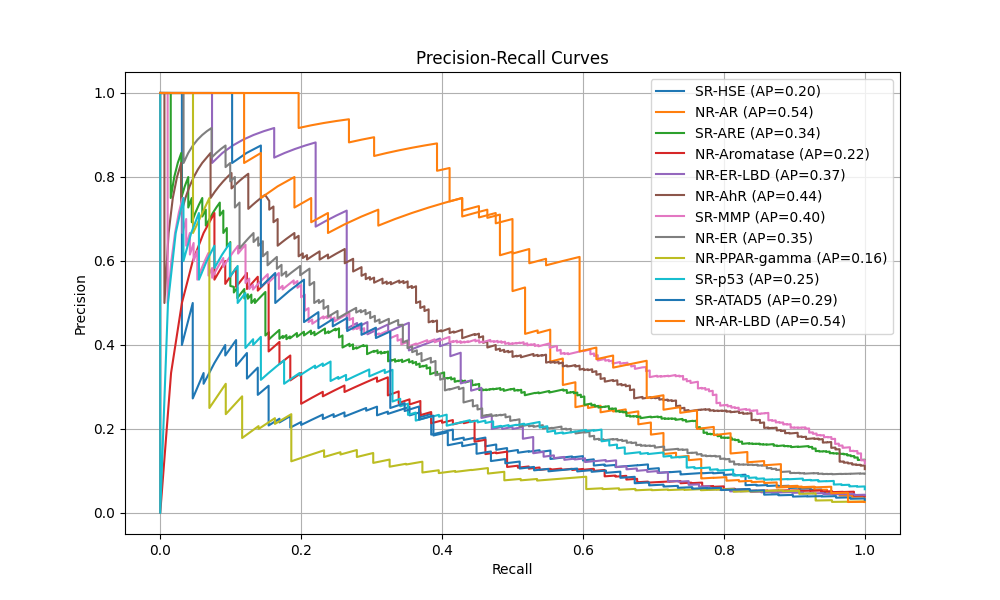 Precision-Recall Curves
Precision
1.0
0.8
0.6
0.4
0.2
0.0
SR-HSE (AP=0.20)
NR-AR (AP=0.54)
SR-ARE (AP=0.34)
NR-Aromatase (AP=0.22)
NR-ER-LBD (AP=0.37)
NR-AhR (AP=0.44)
SR-MMP (AP=0.40)
NR-ER (AP=0.35)
NR-PPAR-gamma (AP=0.16)
SR-p53 (AP=0.25)
SR-ATAD5 (AP=0.29)
NR-AR-LBD (AP=0.54)
0.0 0.2 0.4 0.6 0.8 1.0
Recall